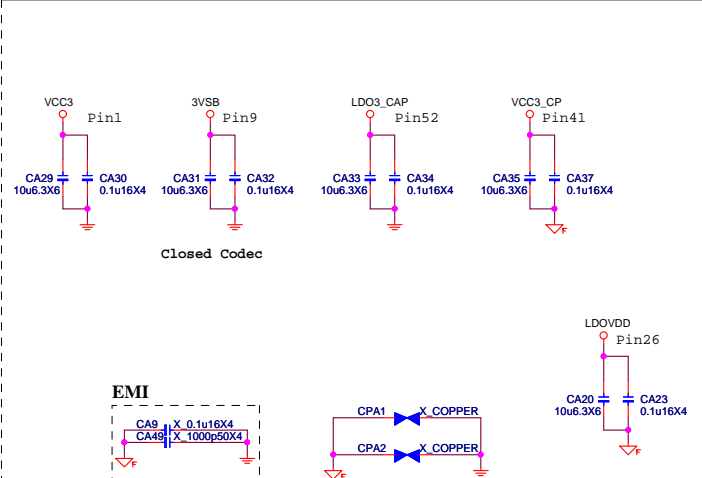 VCC3
Pin1
3VSB
Pin9
LDO3_CAP
Pin52
VCC3_CP
Pin41
CA29
10u6.3X6
CA30
0.1u16X4
CA31
10u6.3X6
CA32
0.1u16X4
CA33
10u6.3X6
CA34
0.1u16X4
CA35
10u6.3X6
CA37
0.1u16X4
F
Closed Codec
LDOVDD
Pin26
CA20
10u6.3X6
CA23
0.1u16X4
F
EMI
CA9 X_0.1u16X4
CA49 X_1000p50X4
F
CPA1 X_COPPER
CPA2 X_COPPER
F